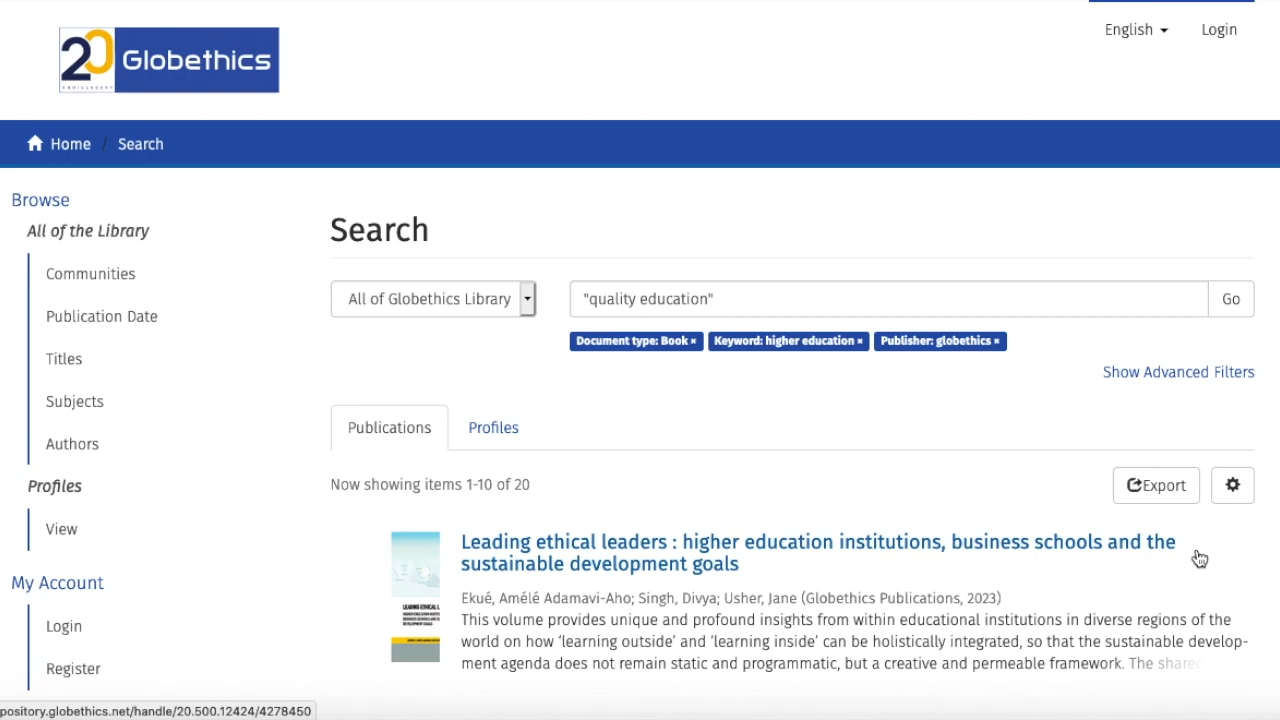 English
Login
20 Globethics
ANNIVERSARY
Home / Search
Browse
All of the Library
Communities
Publication Date
Titles
Subjects
Authors
Profiles
View
My Account
Login
Register
Search
All of Globethics Library
"quality education"
Go
Document type: Book ×
Keyword: higher education ×
Publisher: globethics ×
Show Advanced Filters
Publications
Profiles
Now showing items 1-10 of 20
Export
Leading ethical leaders : higher education institutions, business schools and the
sustainable development goals
Ekué, Amélé Adamavi-Aho; Singh, Divya; Usher, Jane (Globethics Publications, 2023)
This volume provides unique and profound insights from within educational institutions in diverse regions of the
world on how ‘learning outside’ and ‘learning inside’ can be holistically integrated, so that the sustainable develop-
ment agenda does not remain static and programmatic, but a creative and permeable framework. The shared
LEADING ETHICAL L
pository.globethics.net/handle/20.500.12424/4278450